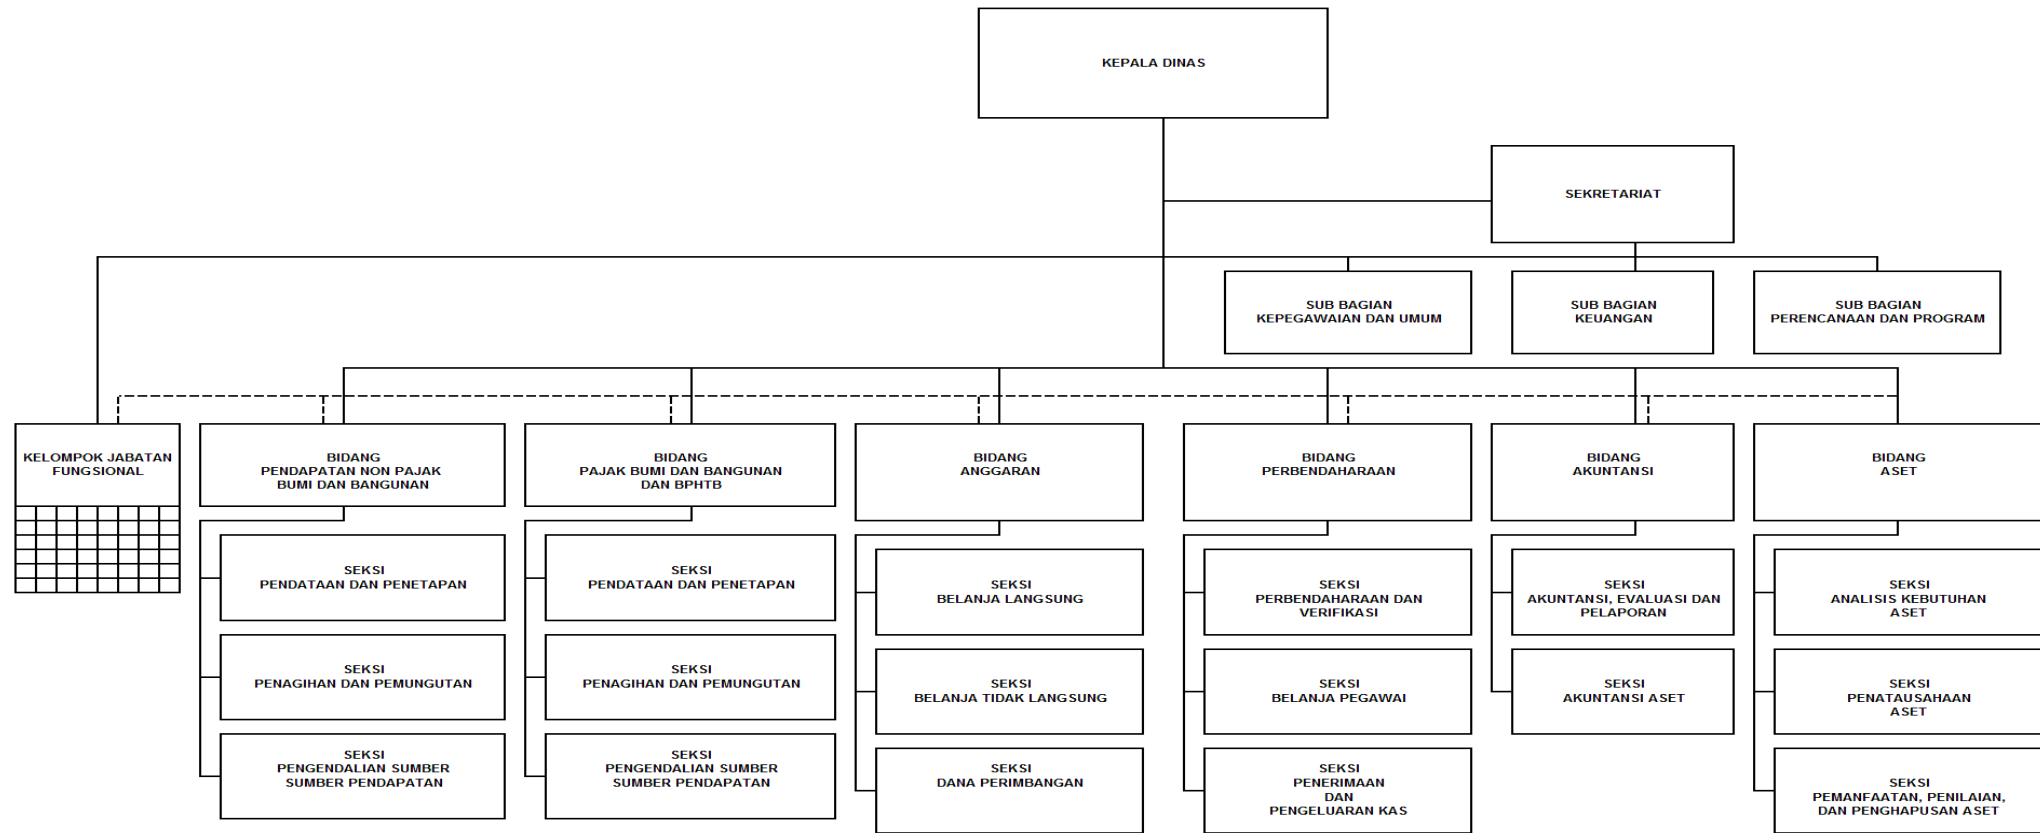 KEPALA DINAS
SEKRETARIAT
SUB BAGIAN
KEPEGAWAIAN DAN UMUM
SUB BAGIAN
KEUANGAN
SUB BAGIAN
PERENCANAAN DAN PROGRAM
KELOMPOK JABATAN
FUNGSIONAL
BIDANG
PENDAPATAN NON PAJAK
BUMI DAN BANGUNAN
BIDANG
PAJAK BUMI DAN BANGUNAN
DAN BPHTB
BIDANG
ANGGARAN
BIDANG
PERBENDAHARAAN
BIDANG
AKUNTANSI
BIDANG
ASET
SEKSI
PENDATAAN DAN PENETAPAN
SEKSI
PENDATAAN DAN PENETAPAN
SEKSI
BELANJA LANGSUNG
SEKSI
PERBENDAHARAAN DAN
VERIFIKASI
SEKSI
AKUNTANSI, EVALUASI DAN
PELAPORAN
SEKSI
ANALISIS KEBUTUHAN
ASET
SEKSI
PENAGIHAN DAN PEMUNGUTAN
SEKSI
PENAGIHAN DAN PEMUNGUTAN
SEKSI
BELANJA TIDAK LANGSUNG
SEKSI
BELANJA PEGAWAI
SEKSI
AKUNTANSI ASET
SEKSI
PENATAUSAHAAN
ASET
SEKSI
PENGENDALIAN SUMBER
SUMBER PENDAPATAN
SEKSI
PENGENDALIAN SUMBER
SUMBER PENDAPATAN
SEKSI
DANA PERIMBANGAN
SEKSI
PENERIMAAN
DAN
PENGELUARAN KAS
SEKSI
PEMANFAATAN, PENILAIAN,
DAN PENGHAPUSAN ASET